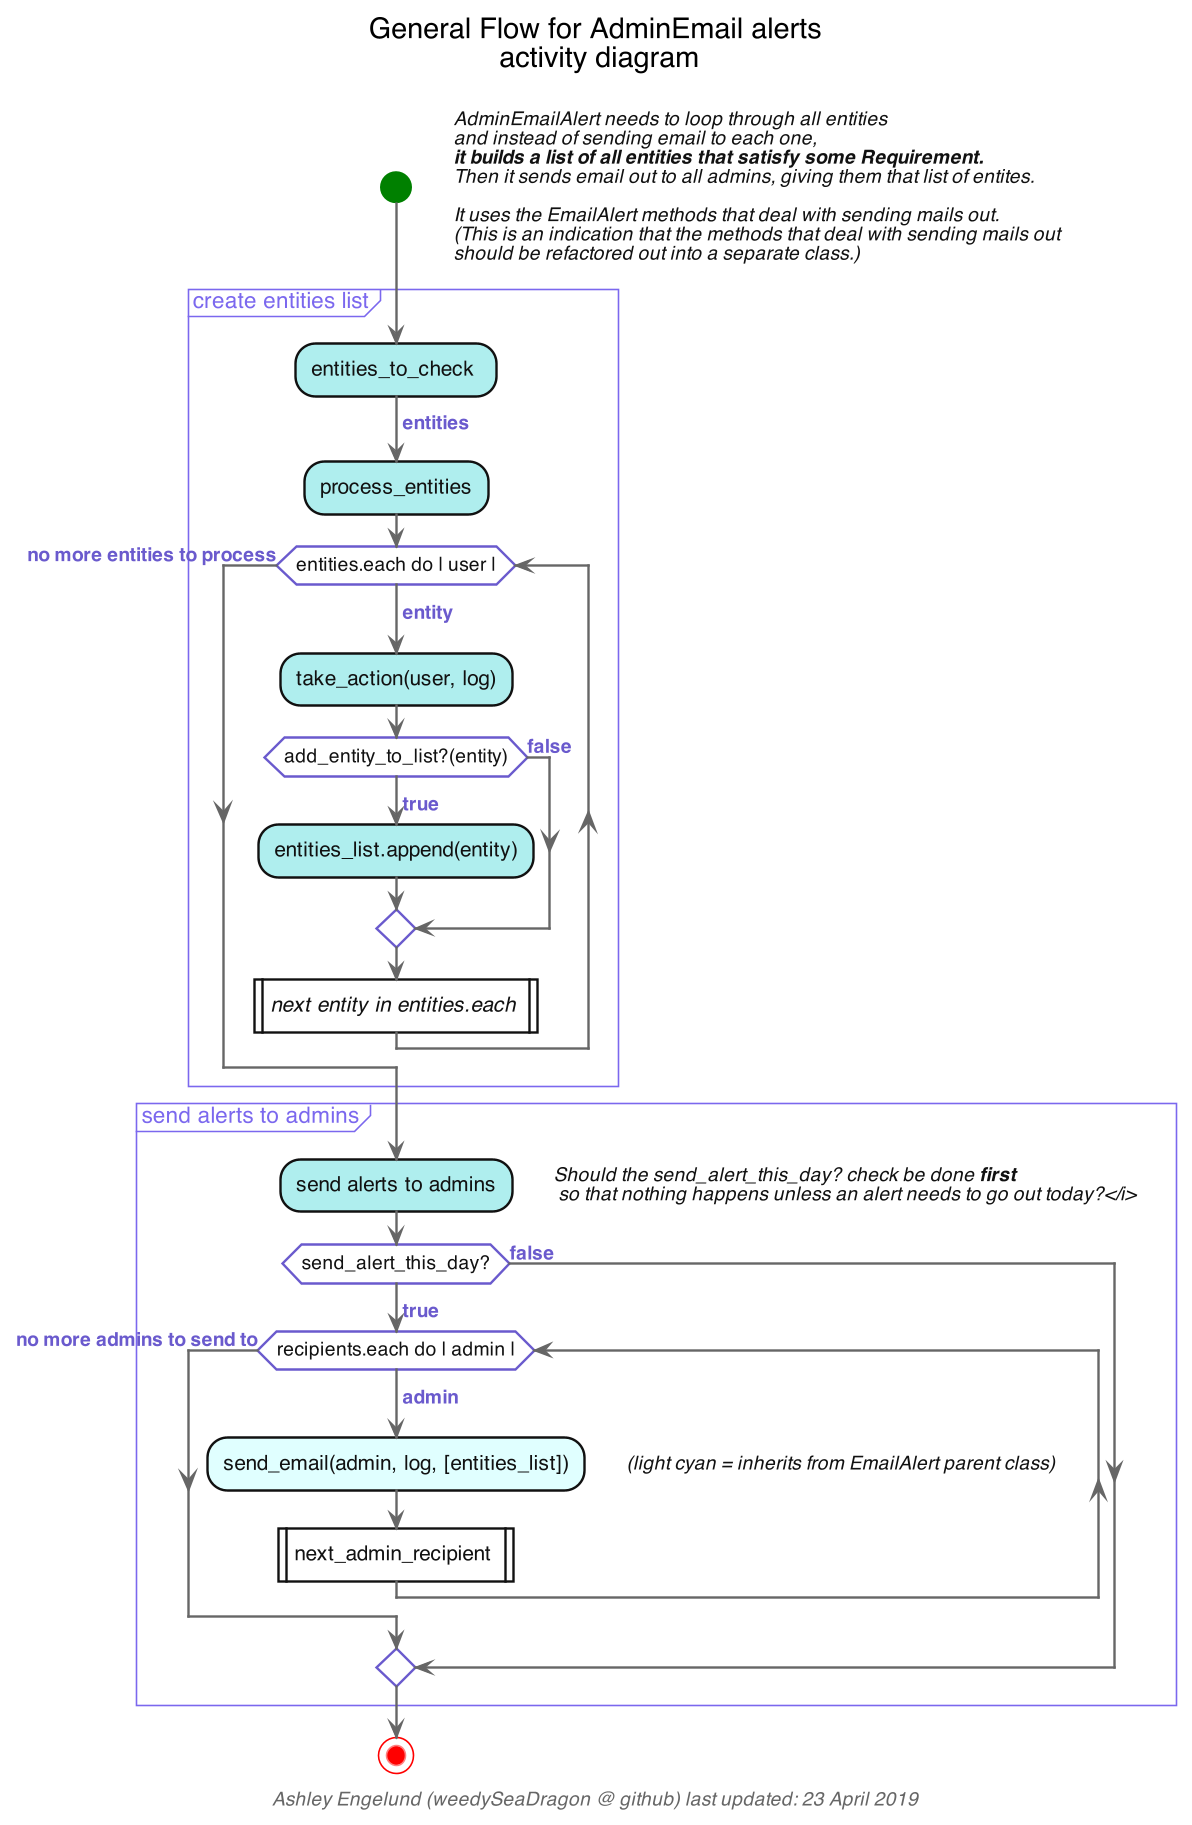 General Flow for AdminEmail alerts
activity diagram
AdminEmailAlert needs to loop through all entities
and instead of sending email to each one,
it builds a list of all entities that satisfy some Requirement.
Then it sends email out to all admins, giving them that list of entites.
It uses the EmailAlert methods that deal with sending mails out.
(This is an indication that the methods that deal with sending mails out
should be refactored out into a separate class.)
create entities list
entities_to_check
entities
process_entities
no more entities to process
entities.each do | user |
entity
take_action(user, log)
add_entity_to_list?(entity)
false
true
entities_list.append(entity)
next entity in entities.each
send alerts to admins
send alerts to admins
Should the send_alert_this_day? check be done first
so that nothing happens unless an alert needs to go out today?</i>
send_alert_this_day?
false
true
no more admins to send to
recipients.each do | admin |
admin
send_email(admin, log, [entities_list])
(light cyan = inherits from EmailAlert parent class)
next_admin_recipient
Ashley Engelund (weedySeaDragon @ github) last updated: 23 April 2019